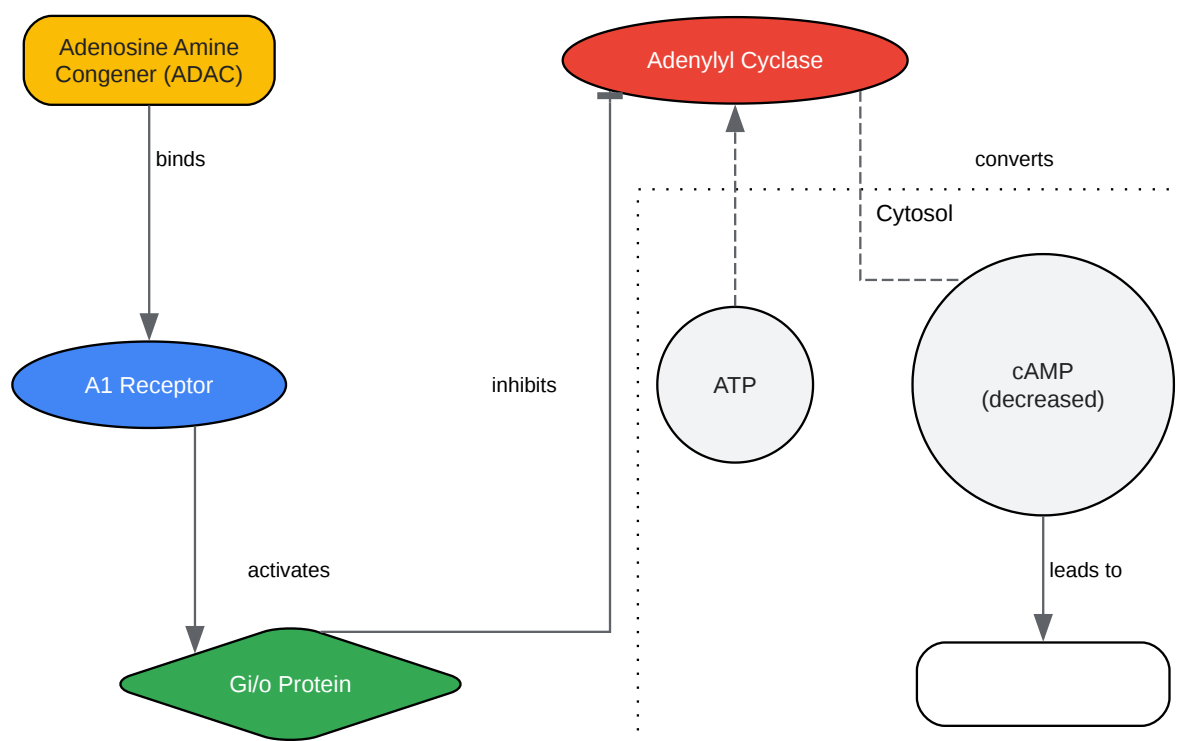 Adenosine Amine
Congener (ADAC)
Adenylyl Cyclase
binds
converts
Cytosol
A1 Receptor
inhibits
ATP
cAMP
(decreased)
activates
leads to
Gi/o Protein